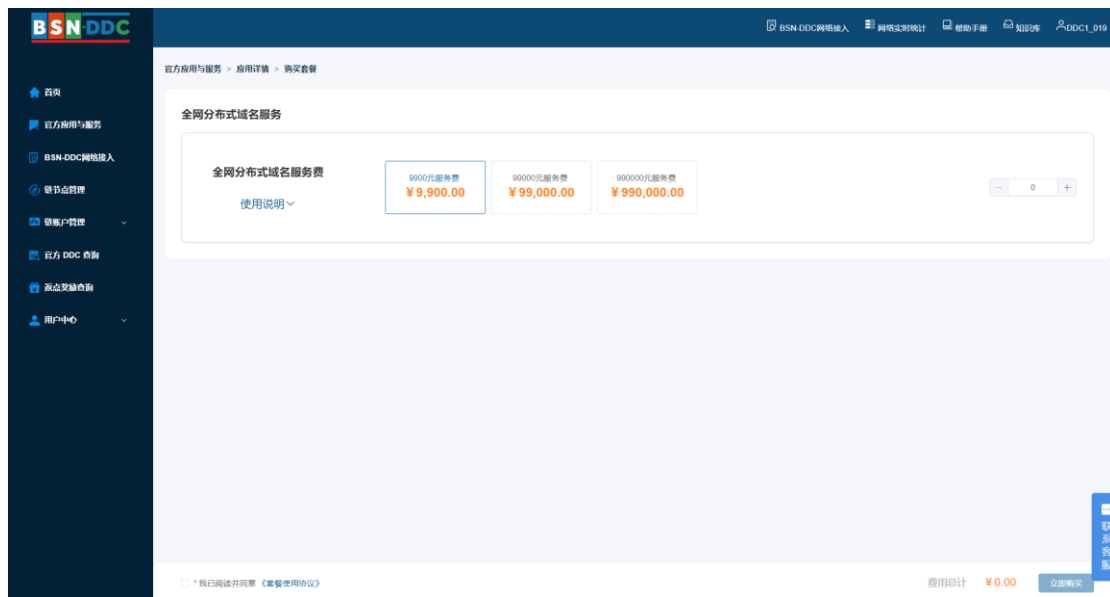 BSN-DDC
BSN-DDC网络接入 网络实时统计 帮助手册 知识库 DDC1_019
官方应用与服务 > 应用详情 > 购买套餐
首页
官方应用与服务
BSN-DDC网络接入
链节点管理
链账户管理
官方 DDC 查询
返点奖励查询
用户中心
全网分布式域名服务
全网分布式域名服务费
使用说明
9900元服务费
¥9,900.00
99000元服务费
¥99,000.00
990000元服务费
¥990,000.00
- 0 +
联系客服
* 我已阅读并同意 《套餐使用协议》
费用总计 ¥0.00 立即购买